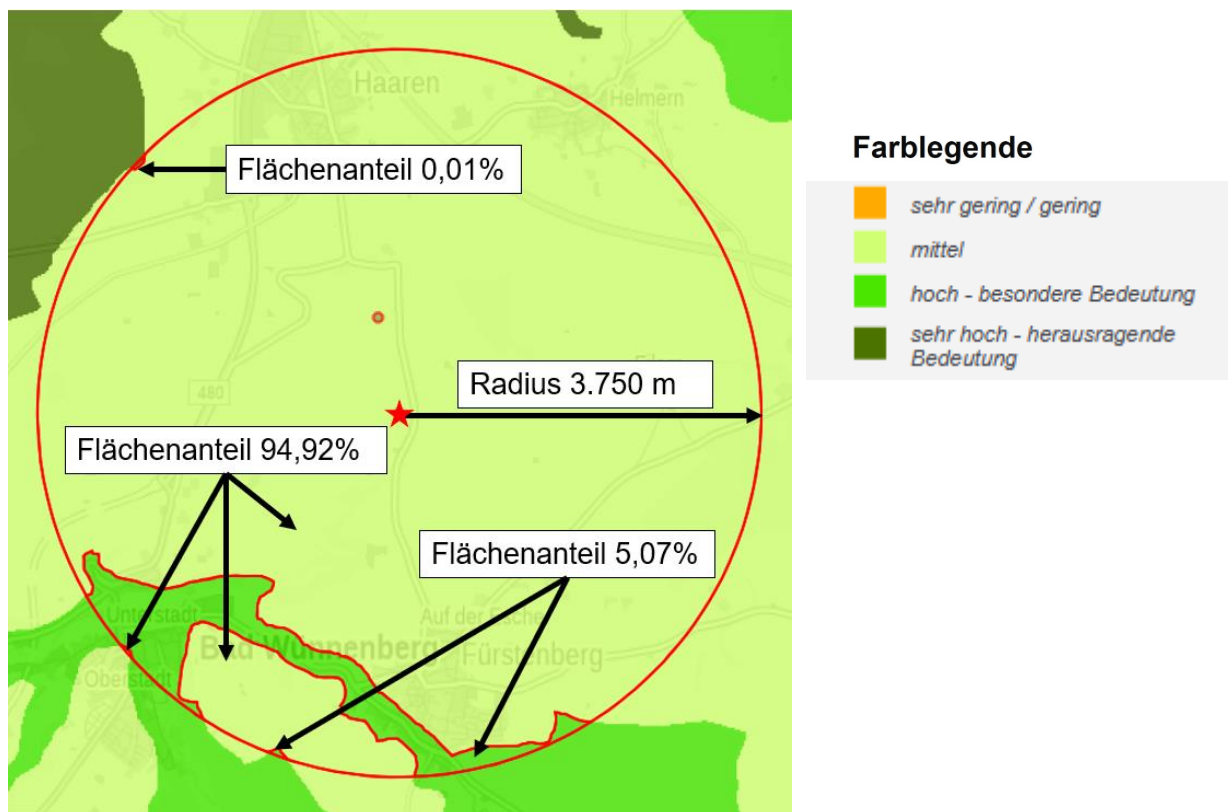 Haaren
Helmern
Flächenanteil 0,01%
Farblegende
sehr gering / gering
mittel
hoch - besondere Bedeutung
sehr hoch - herausragende
Bedeutung
Radius 3.750 m
480
Flächenanteil 94,92%
Flächenanteil 5,07%
Unterstadt
Auf der Esche
Bad Wünnenberg
Fürstenberg
Oberstadt